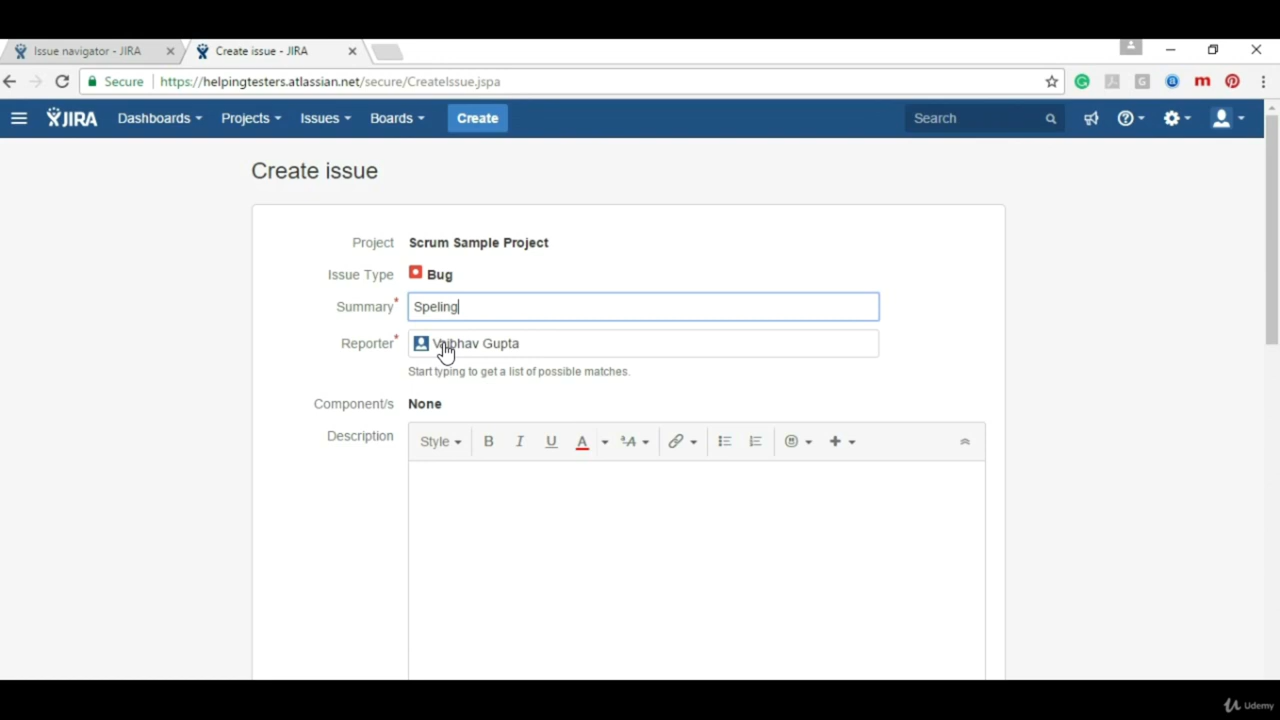 Issue navigator - JIRA
Create issue - JIRA
Secure https://helpingtesters.atlassian.net/secure/CreateIssue.jspa
JIRA Dashboards Projects Issues Boards Create Search
Create issue
Project Scrum Sample Project
Issue Type Bug
Summary* Speling
Reporter* Vaibhav Gupta
Start typing to get a list of possible matches.
Component/s None
Description Style B I U A
Udemy